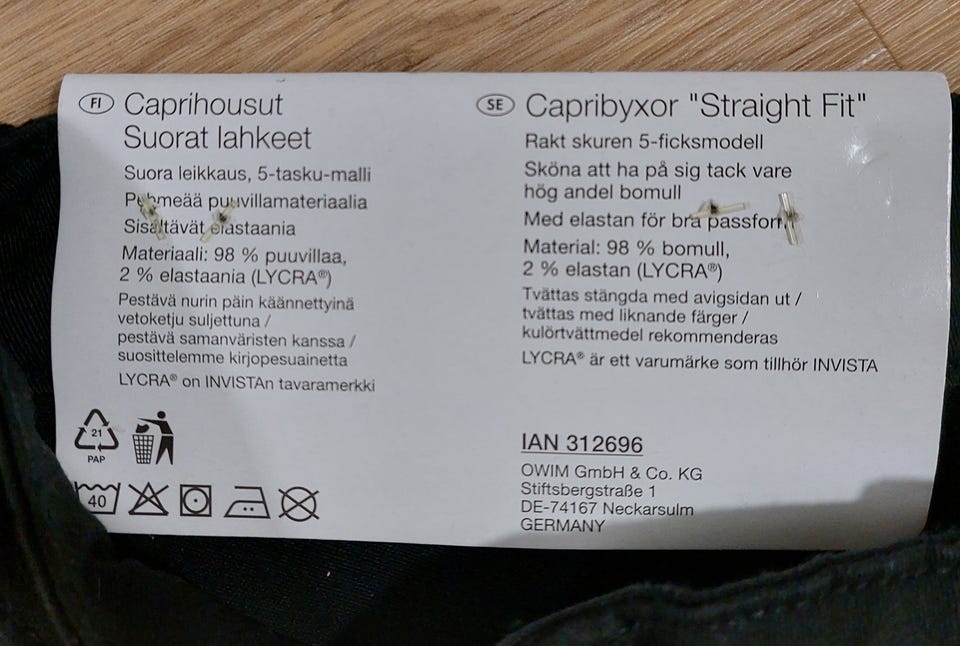 FI Caprihousut
Suorat lahkeet
Suora leikkaus, 5-tasku-malli
Pehmeää puuvillamateriaalia
Sisältävät elastaania
Materiaali: 98 % puuvillaa,
2 % elastaania (LYCRA®)
Pestävä nurin päin käännettyinä
vetoketju suljettuna /
pestävä samanväristen kanssa /
suosittelemme kirjopesuainetta
LYCRA® on INVISTAn tavaramerkki
21
PAP
40
SE Capribyxor "Straight Fit"
Rakt skuren 5-ficksmodell
Sköna att ha på sig tack vare
hög andel bomull
Med elastan för bra passform
Material: 98 % bomull,
2 % elastan (LYCRA®)
Tvättas stängda med avigsidan ut /
tvättas med liknande färger /
kulörtvättmedel rekommenderas
LYCRA® är ett varumärke som tillhör INVISTA
IAN 312696
OWIM GmbH & Co. KG
Stiftsbergstraße 1
DE-74167 Neckarsulm
GERMANY